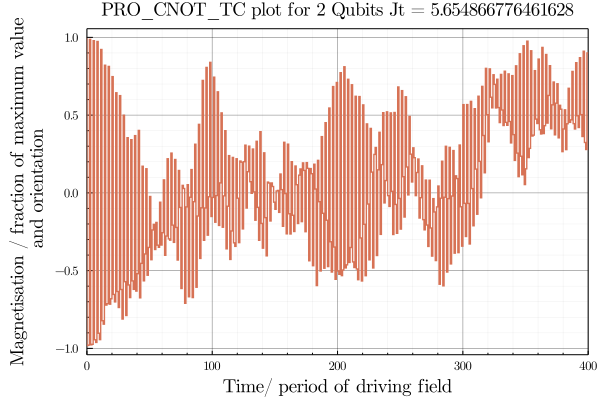 PRO_CNOT_TC plot for 2 Qubits Jt = 5.654866776461628
Magnetisation / fraction of maximum value
and orientation
1.0
0.5
0.0
−0.5
−1.0
0 100 200 300 400
Time/ period of driving field